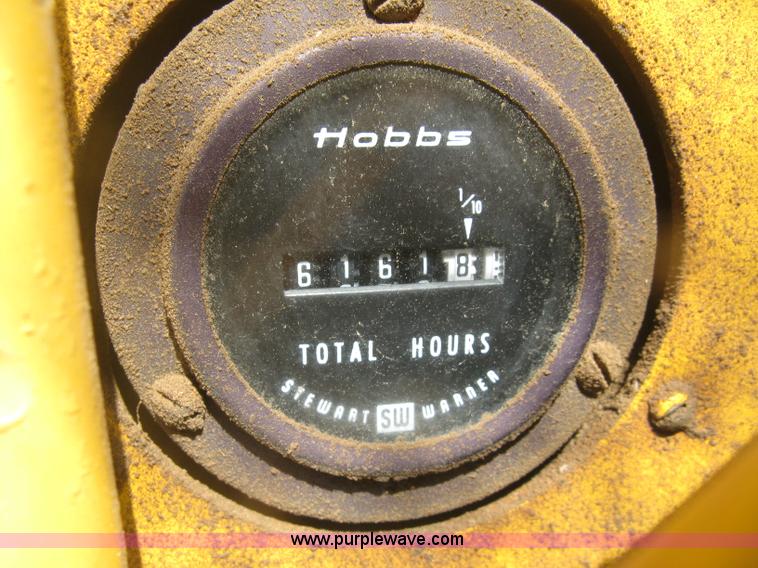 Hobbs
1/10
6 1 6 1 8
TOTAL HOURS
STEWART SW WARNER
www.purplewave.com